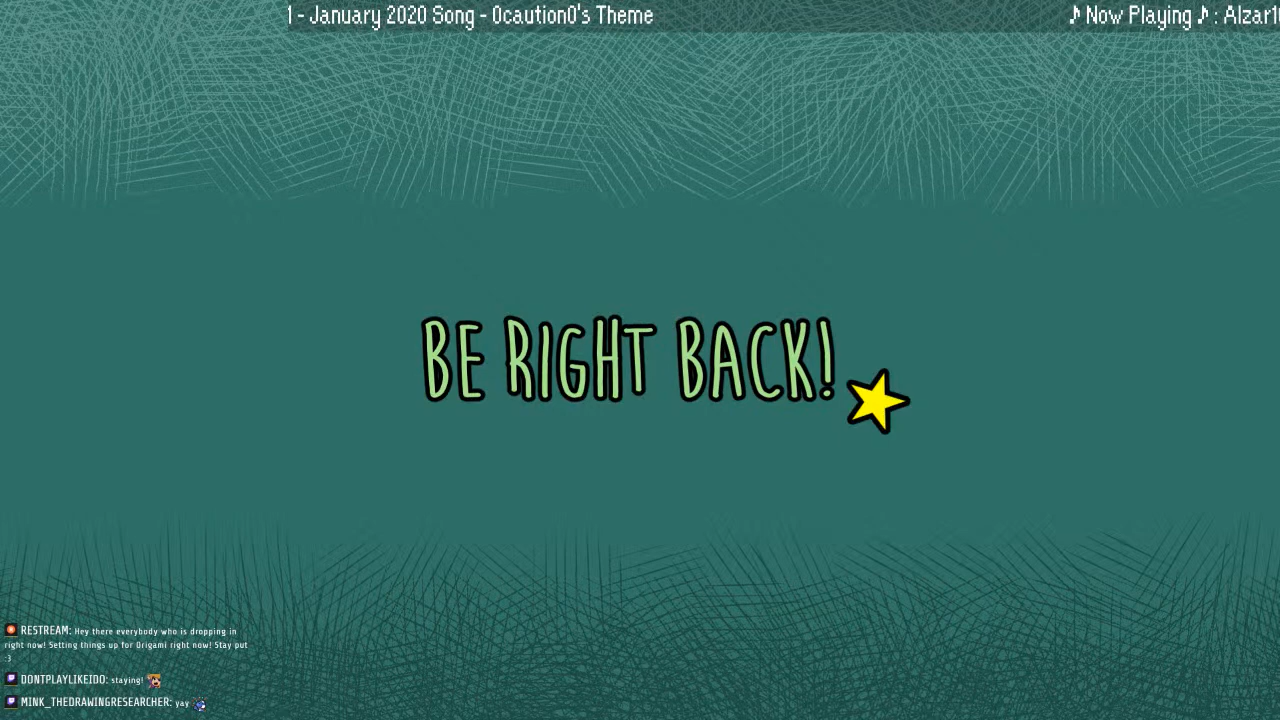 1 - January 2020 Song - 0caution0's Theme
♪ Now Playing ♪ : Alzar1
BE RIGHT BACK!
RESTREAM: Hey there everybody who is dropping in
right now! Setting things up for Origami right now! Stay put
:3
DONTPLAYLIKEIDO: staying!
MINK_THEDRAWINGRESEARCHER: yay